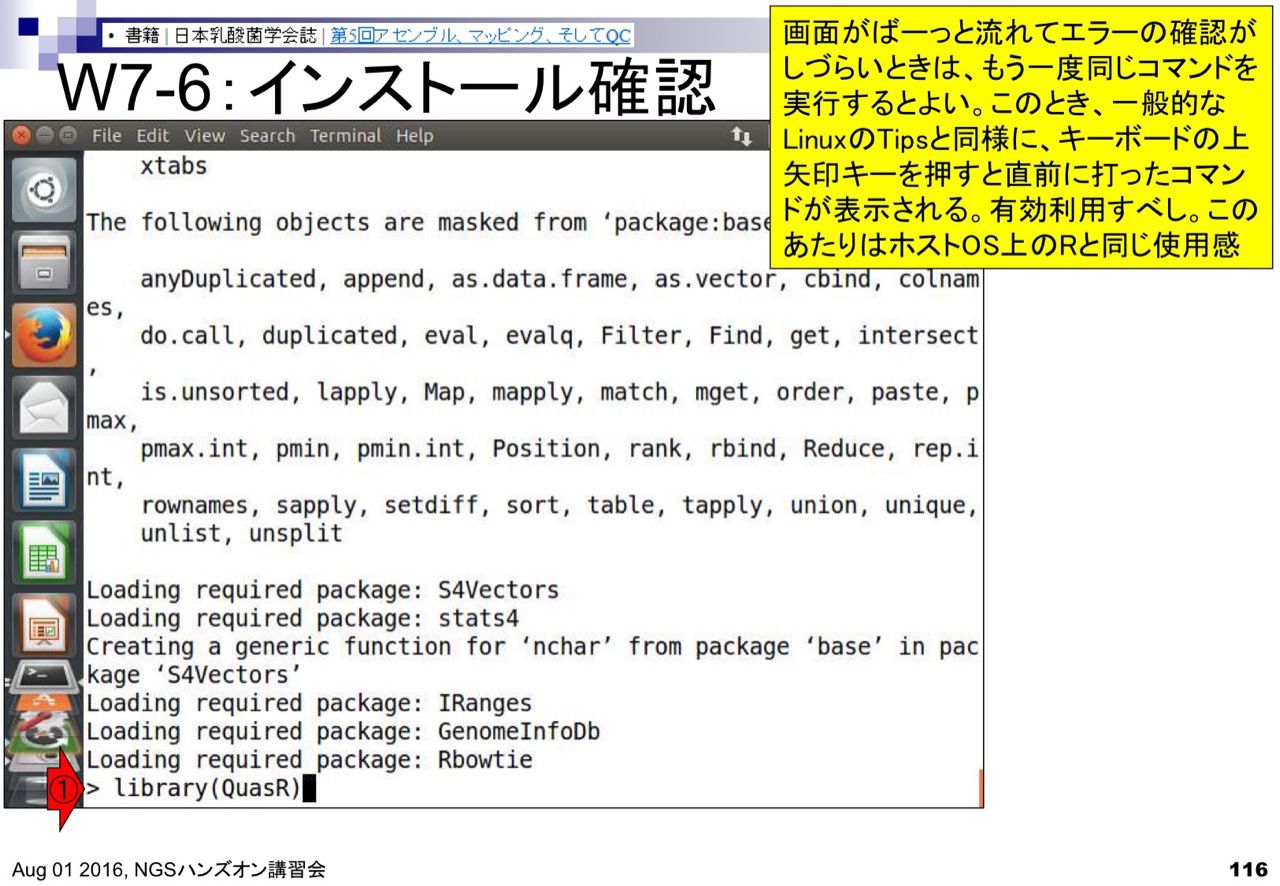 • 書籍 | 日本乳酸菌学会誌 | 第5回アセンブル、マッピング、そしてQC
W7-6：インストール確認
画面がばーっと流れてエラーの確認が
しづらいときは、もう一度同じコマンドを
実行するとよい。このとき、一般的な
LinuxのTipsと同様に、キーボードの上
矢印キーを押すと直前に打ったコマン
ドが表示される。有効利用すべし。この
あたりはホストOS上のRと同じ使用感
File Edit View Search Terminal Help
xtabs
The following objects are masked from ‘package:base
anyDuplicated, append, as.data.frame, as.vector, cbind, colnam
es,
do.call, duplicated, eval, evalq, Filter, Find, get, intersect
,
is.unsorted, lapply, Map, mapply, match, mget, order, paste, p
max,
pmax.int, pmin, pmin.int, Position, rank, rbind, Reduce, rep.i
nt,
rownames, sapply, setdiff, sort, table, tapply, union, unique,
unlist, unsplit
Loading required package: S4Vectors
Loading required package: stats4
Creating a generic function for ‘nchar’ from package ‘base’ in pac
kage ‘S4Vectors’
Loading required package: IRanges
Loading required package: GenomeInfoDb
Loading required package: Rbowtie
① > library(QuasR)
Aug 01 2016, NGSハンズオン講習会
116